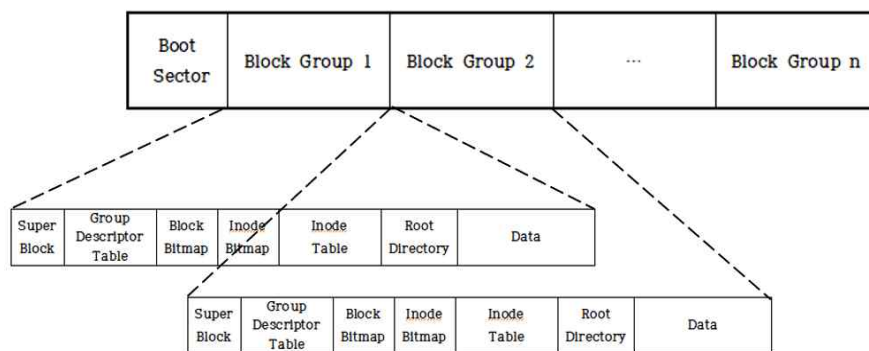 Boot
Sector
Block Group 1
Block Group 2
...
Block Group n
Super
Block
Group
Descriptor
Table
Block
Bitmap
Inode
Bitmap
Inode
Table
Root
Directory
Data
Super
Block
Group
Descriptor
Table
Block
Bitmap
Inode
Bitmap
Inode
Table
Root
Directory
Data